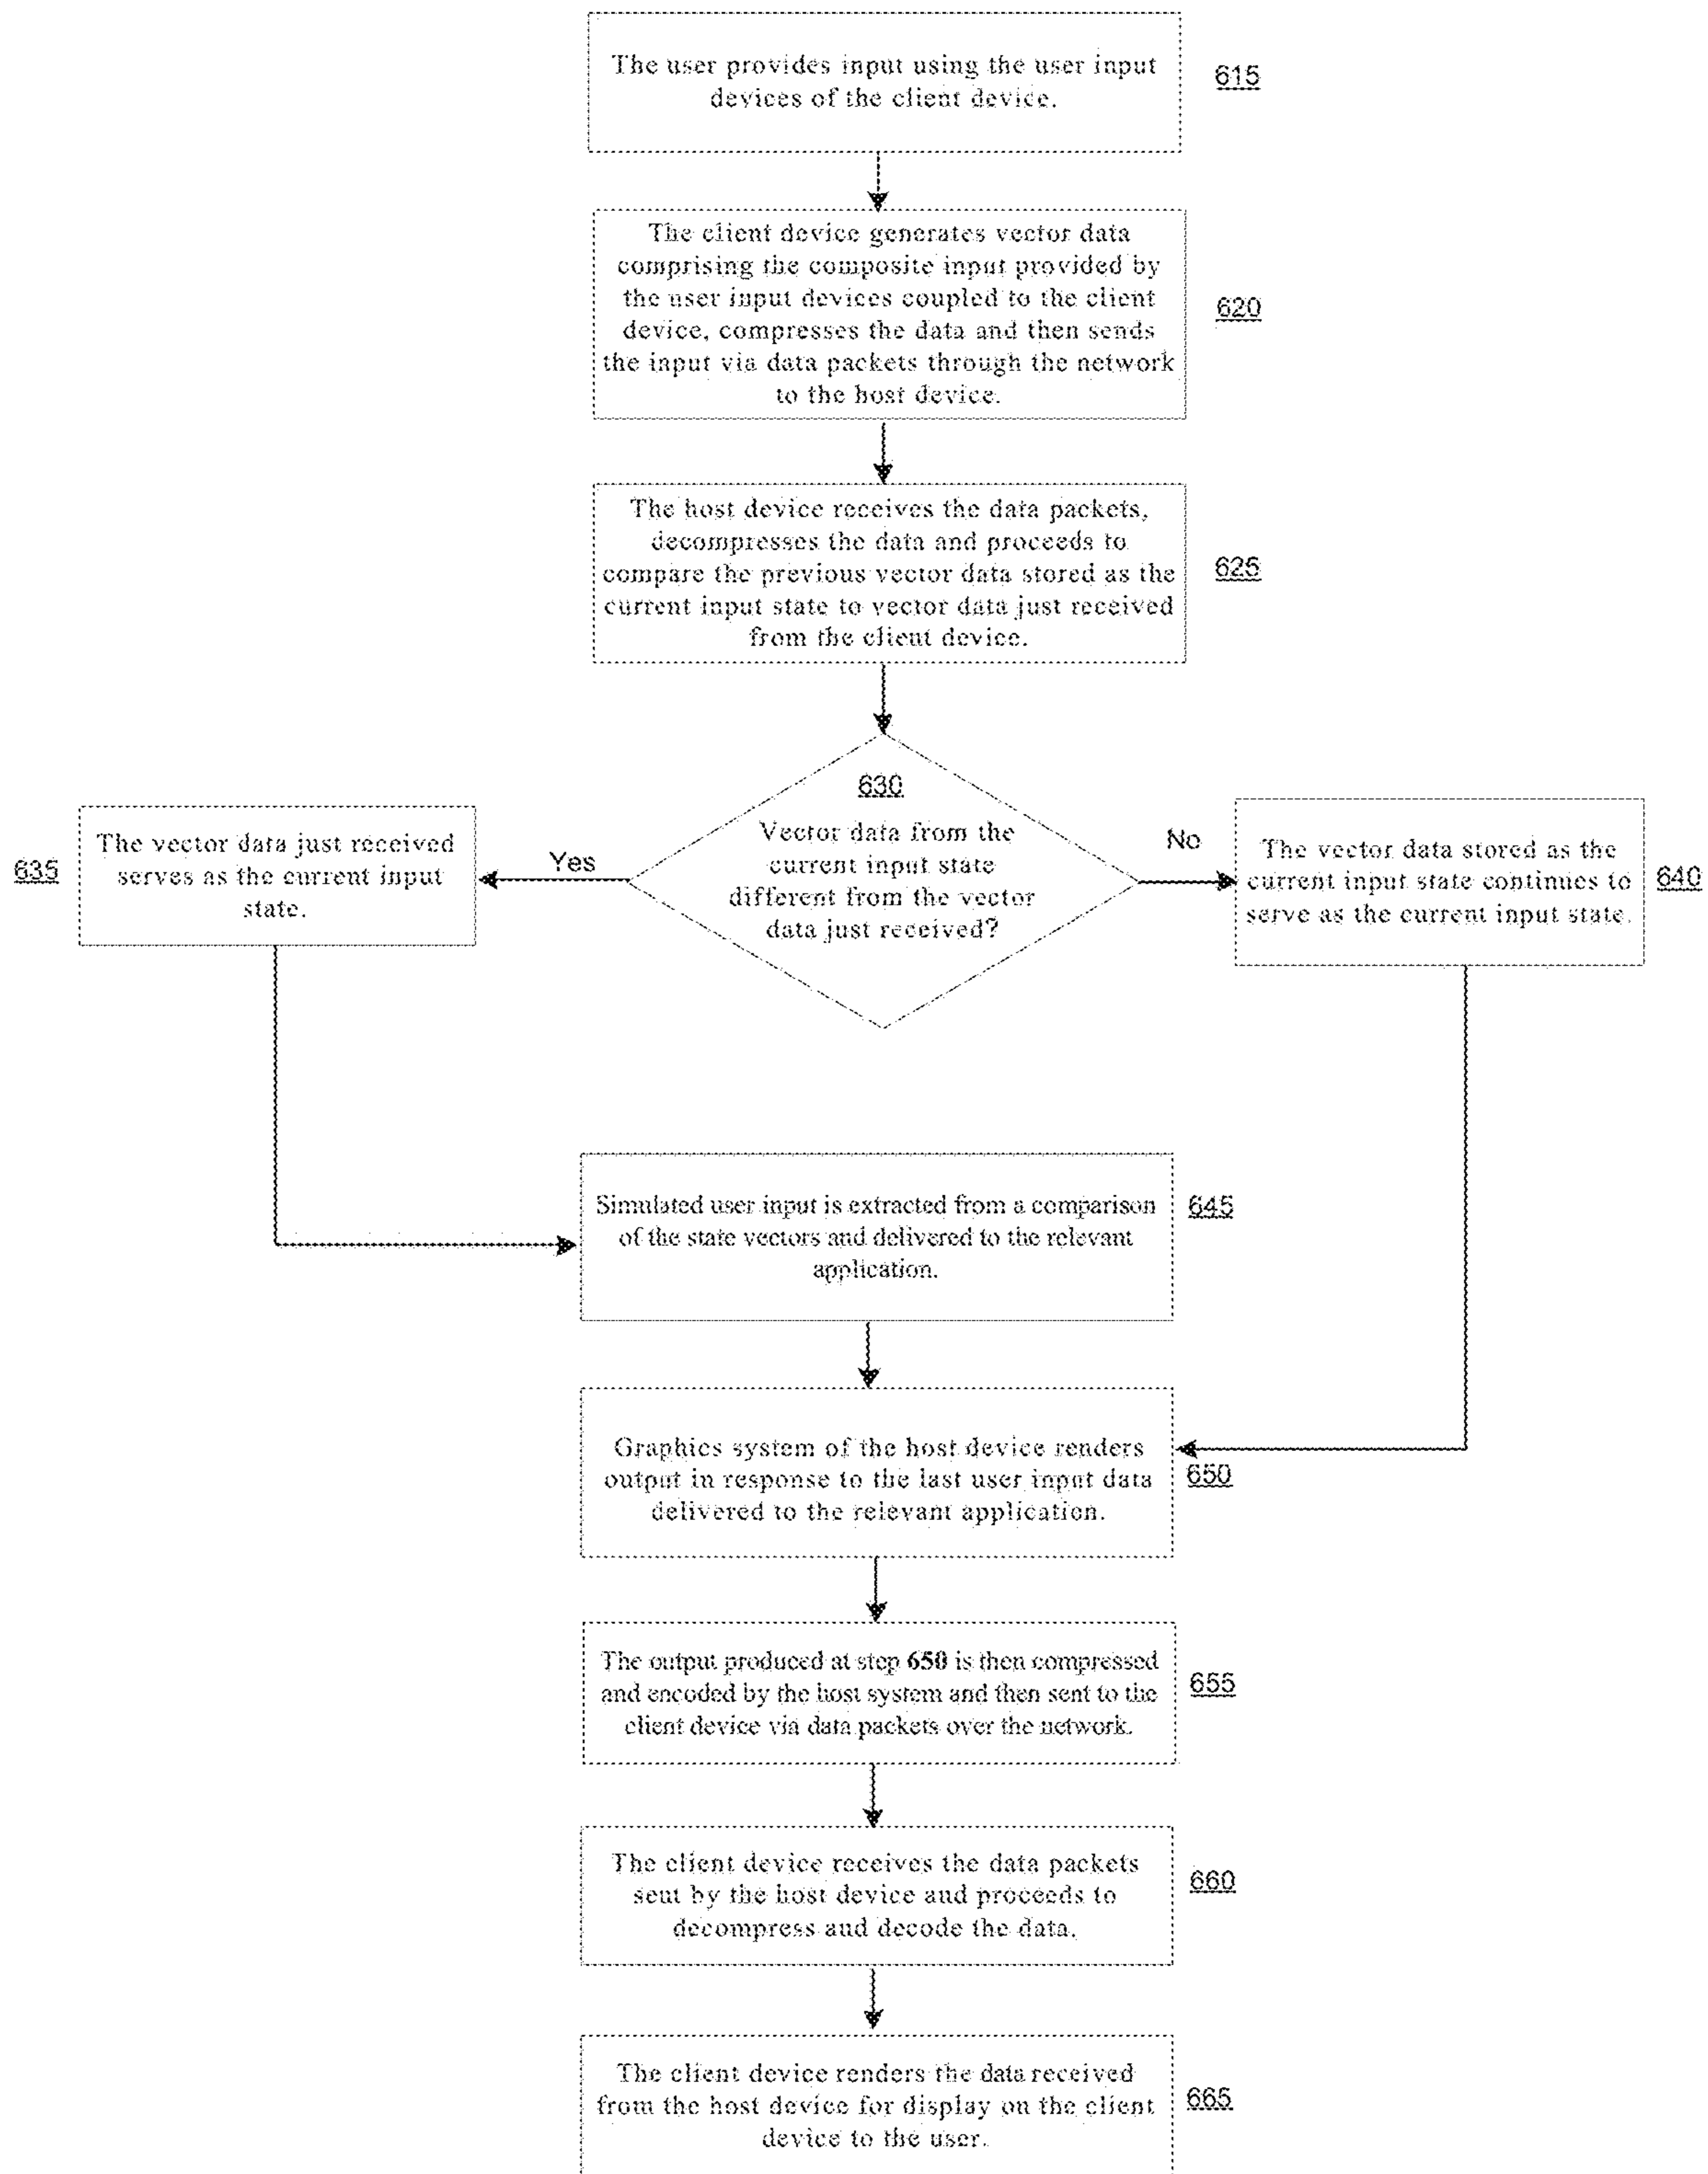 The user provides input using the user input
devices of the client device.
615
The client device generates vector data
comprising the composite input provided by
the user input devices coupled to the client
device, compresses the data and then sends
the input via data packets through the network
to the host device.
620
The host device receives the data packets,
decompresses the data and proceeds to
compare the previous vector data stored as the
current input state to vector data just received
from the client device.
625
630
Vector data from the
current input state
different from the vector
data just received?
Yes
No
635
The vector data just received
serves as the current input
state.
The vector data stored as the
current input state continues to
serve as the current input state.
640
Simulated user input is extracted from a comparison
of the state vectors and delivered to the relevant
application.
645
Graphics system of the host device renders
output in response to the last user input data
delivered to the relevant application.
650
The output produced at step 650 is then compressed
and encoded by the host system and then sent to the
client device via data packets over the network.
655
The client device receives the data packets
sent by the host device and proceeds to
decompress and decode the data.
660
The client device renders the data received
from the host device for display on the client
device to the user.
665